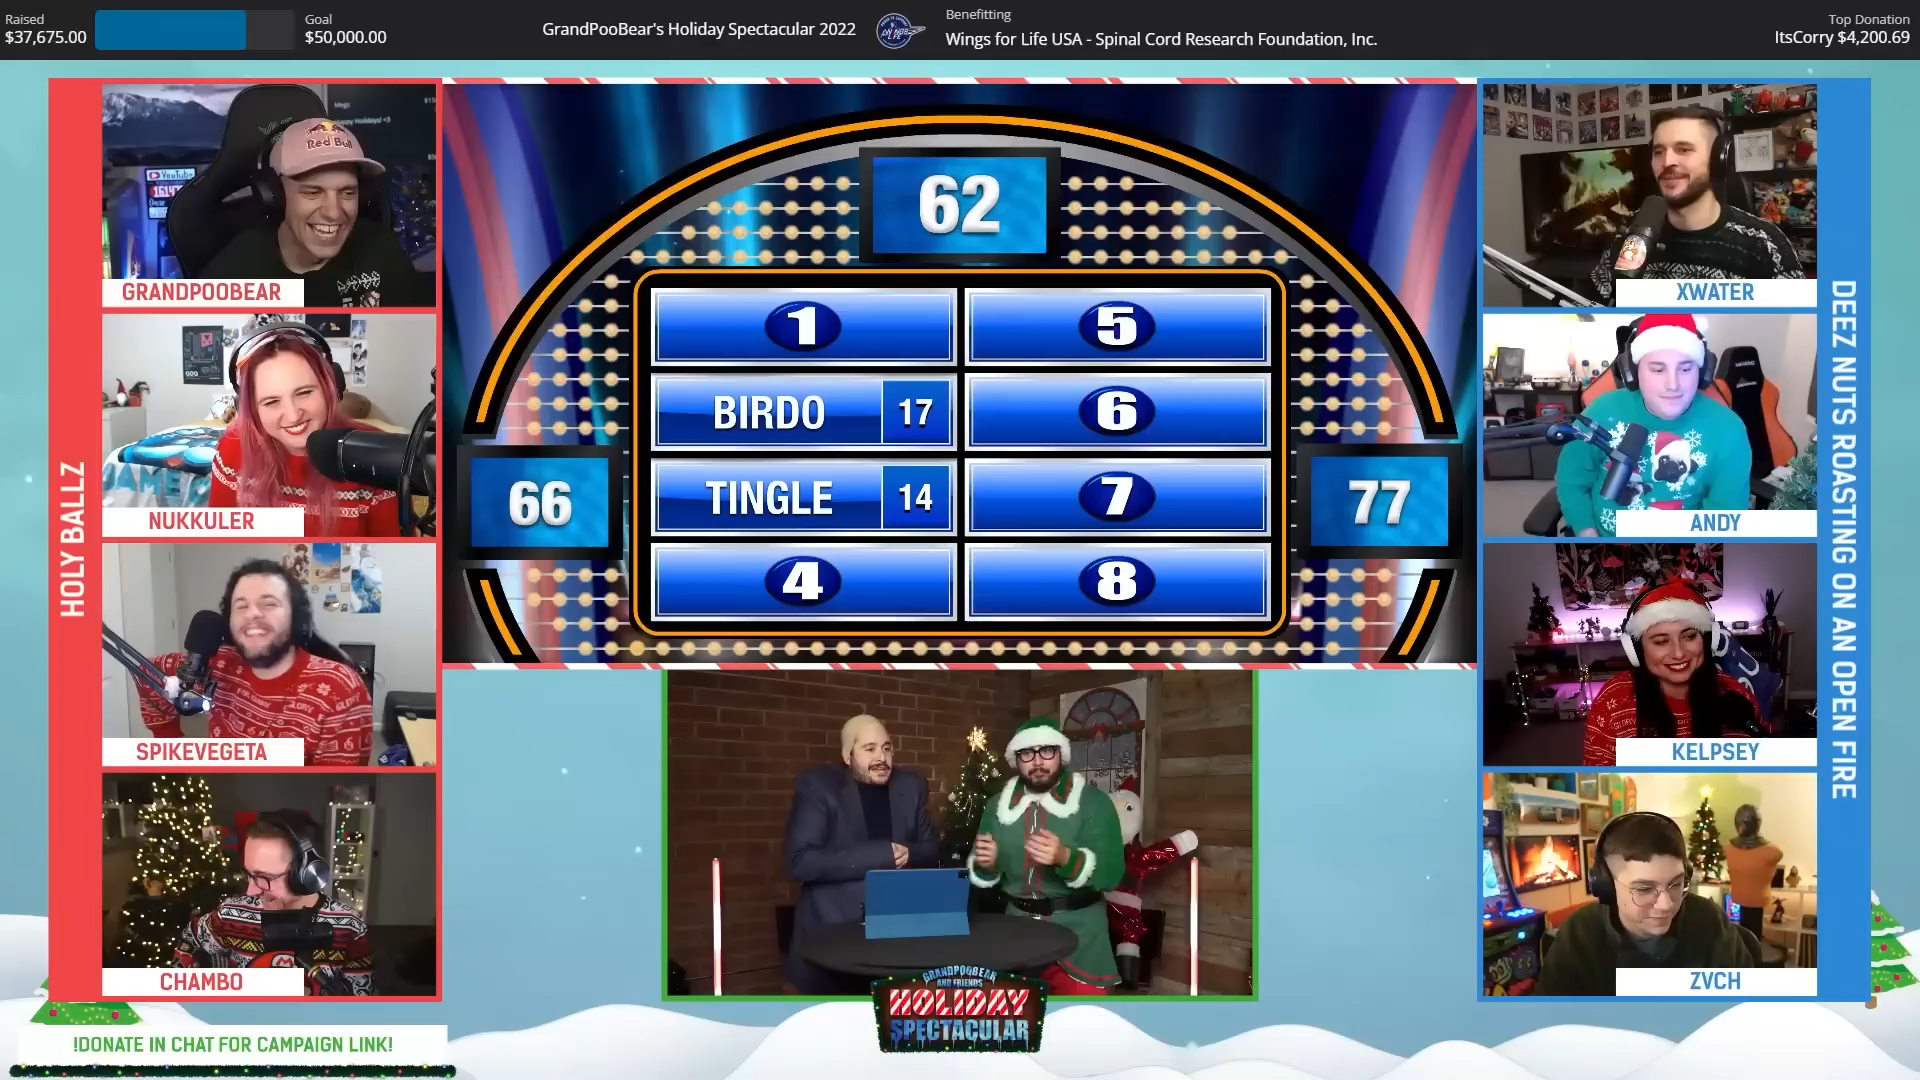 Raised
$37,675.00
Goal
$50,000.00
GrandPooBear's Holiday Spectacular 2022
Benefitting
Wings for Life USA - Spinal Cord Research Foundation, Inc.
Top Donation
ItsCorry $4,200.69
HOLY BALLZ
Red Bull
YouTube
GRANDPOOBEAR
NUKKULER
SPIKEVEGETA
CHAMBO
62
66
77
1
BIRDO 17
TINGLE 14
4
5
6
7
8
XWATER
ANDY
KELPSEY
ZVCH
DEEZ NUTS ROASTING ON AN OPEN FIRE
GRANDPOOBEAR
AND FRIENDS
HOLIDAY
SPECTACULAR
!DONATE IN CHAT FOR CAMPAIGN LINK!